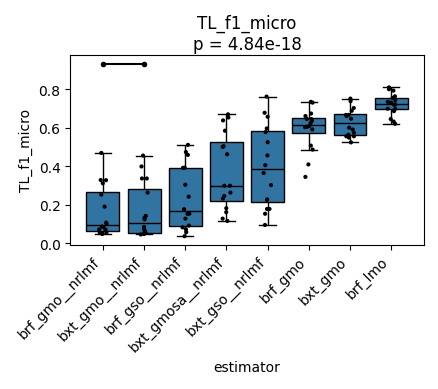 TL_f1_micro
p = 4.84e-18
TL_f1_micro
0.8
0.6
0.4
0.2
0.0
brf_gmo__nrlmf
bxt_gmo__nrlmf
brf_gso__nrlmf
bxt_gmosa__nrlmf
bxt_gso__nrlmf
brf_gmo
bxt_gmo
brf_lmo
estimator